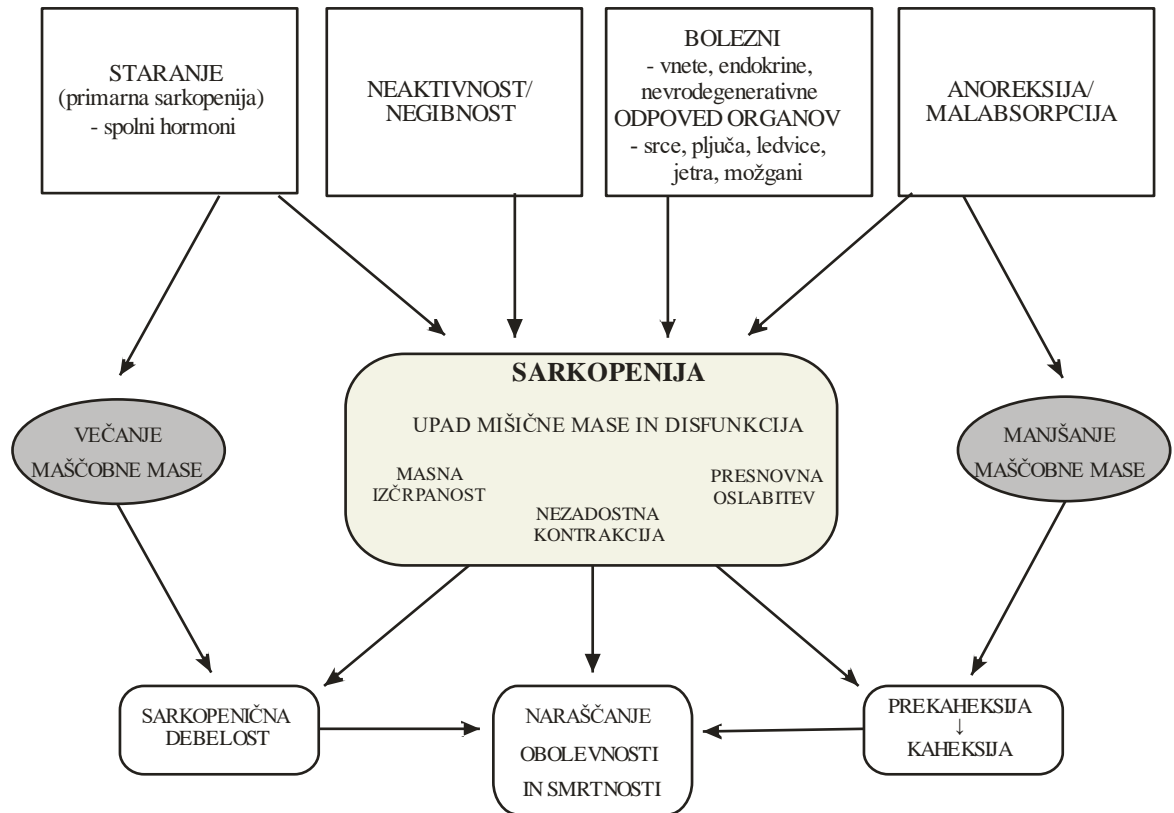 STARANJE
(primarna sarkopenija)
- spolni hormoni
NEAKTIVNOST/
NEGIBNOST
BOLEZNI
- vnete, endokrine,
nevrodegenerativne
ODPOVED ORGANOV
- srce, pljuča, ledvice,
jetra, možgani
ANOREKSIJA/
MALABSORPCIJA
SARKOPENIJA
UPAD MIŠIČNE MASE IN DISFUNKCIJA
MASNA
IZČRPANOST
NEZADOSTNA
KONTRAKCIJA
PRESNOVNA
OSLABITEV
VEČANJE
MAŠČOBNE MASE
MANJŠANJE
MAŠČOBNE MASE
SARKOPENIČNA
DEBELOST
NARAŠČANJE
OBOLEVNOSTI
IN SMRTNOSTI
PREKAHEKSIJA
↓
KAHEKSIJA